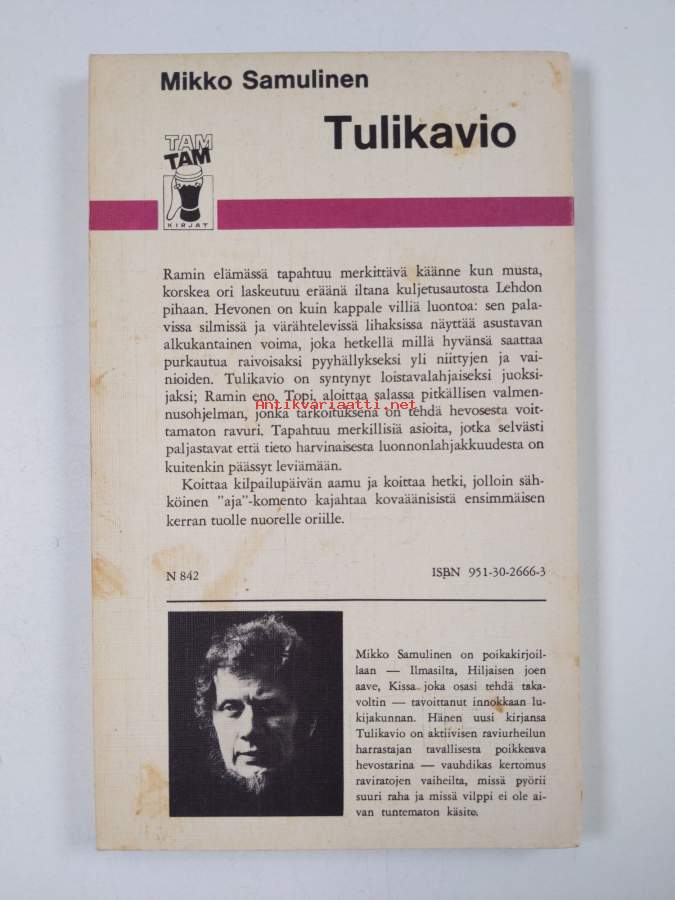 Mikko Samulinen
Tulikavio
TAM
TAM
KIRJAT
Ramin elämässä tapahtuu merkittävä käänne kun musta,
korskea ori laskeutuu eräänä iltana kuljetusautosta Lehdon
pihaan. Hevonen on kuin kappale villiä luontoa: sen pala-
vissa silmissä ja värähtelevissä lihaksissa näyttää asustavan
alkukantainen voima, joka hetkellä millä hyvänsä saattaa
purkautua raivoisaksi pyyhällykseksi yli niittyjen ja vai-
nioiden. Tulikavio on syntynyt loistavalahjaiseksi juoksi-
jaksi; Ramin eno, Topi, aloittaa salassa pitkällisen valmen-
nusohjelman, jonka tarkoituksena on tehdä hevosesta voit-
Antikvariaatti.net
tamaton ravuri. Tapahtuu merkillisiä asioita, jotka selvästi
paljastavat että tieto harvinaisesta luonnonlahjakkuudesta on
kuitenkin päässyt leviämään.
Koittaa kilpailupäivän aamu ja koittaa hetki, jolloin säh-
köinen "aja"-komento kajahtaa kovaäänisistä ensimmäisen
kerran tuolle nuorelle oriille.
N 842
ISBN 951-30-2666-3
Mikko Samulinen on poikakirjoil-
laan — Ilmasilta, Hiljaisen joen
aave, Kissa joka osasi tehdä taka-
voltin — tavoittanut innokkaan lu-
kijakunnan. Hänen uusi kirjansa
Tulikavio on aktiivisen raviurheilun
harrastajan tavallisesta poikkeava
hevostarina — vauhdikas kertomus
raviratojen vaiheilta, missä pyörii
suuri raha ja missä vilppi ei ole ai-
van tuntematon käsite.